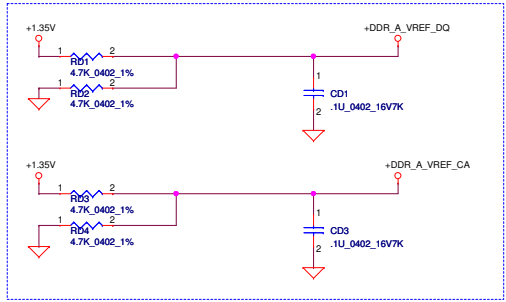 +1.35V
+DDR_A_VREF_DQ
1 2
RD1
4.7K_0402_1%
1 2
RD2
4.7K_0402_1%
1
CD1
.1U_0402_16V7K
2
+1.35V
+DDR_A_VREF_CA
1 2
RD3
4.7K_0402_1%
1 2
RD4
4.7K_0402_1%
1
CD3
.1U_0402_16V7K
2